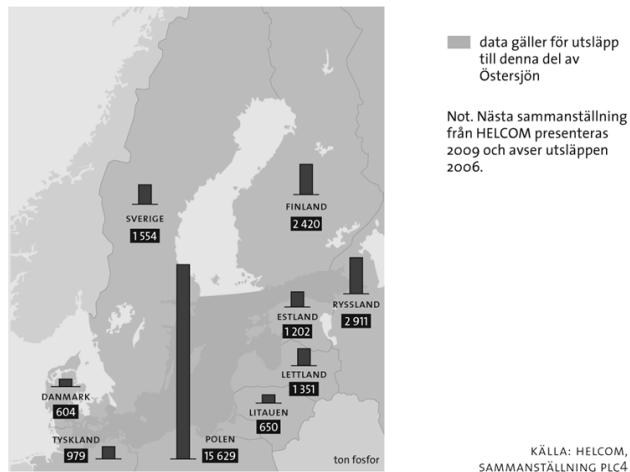 data gäller för utsläpp
till denna del av
Östersjön
Not. Nästa sammanställning
från HELCOM presenteras
2009 och avser utsläppen
2006.
SVERIGE
1 554
FINLAND
2 420
RYSSLAND
2 911
ESTLAND
1 202
LETTLAND
1 351
LITAUEN
650
DANMARK
604
TYSKLAND
979
POLEN
15 629
ton fosfor
KÄLLA: HELCOM,
SAMMANSTÄLLNING PLC4